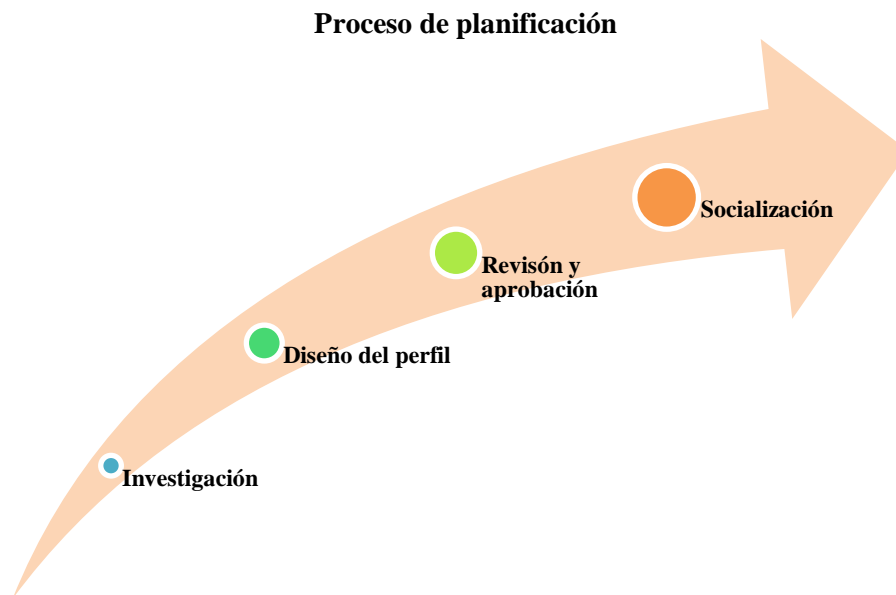 Proceso de planificación
Socialización
Revisón y
aprobación
Diseño del perfil
Investigación